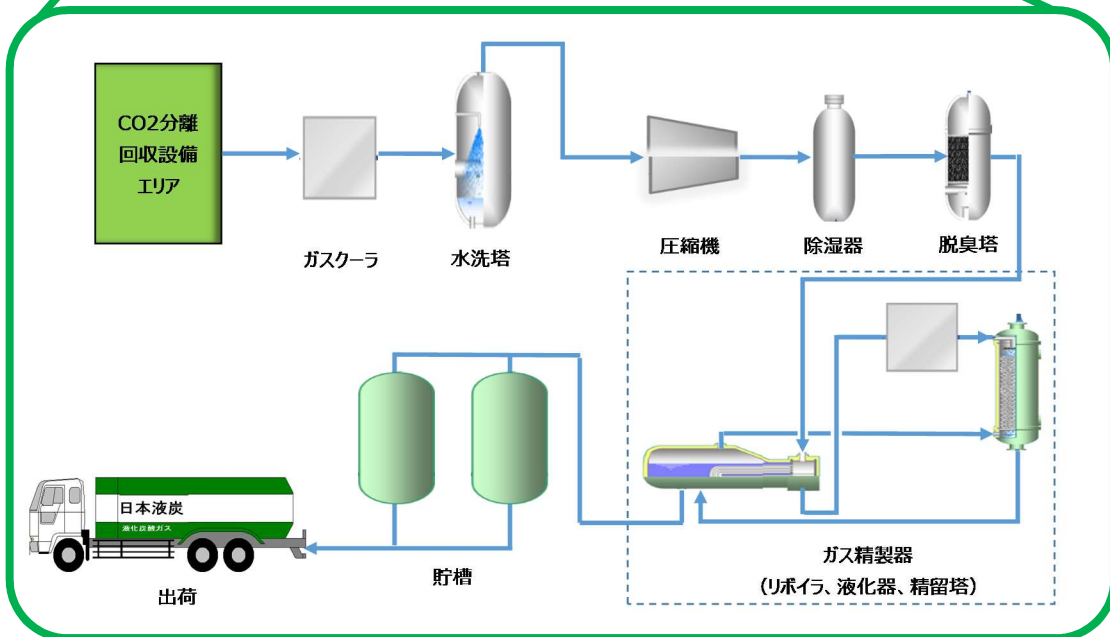 CO2分離
回収設備
エリア
ガスクーラ
水洗塔
圧縮機
除湿器
脱臭塔
日本液炭
液化炭酸ガス
出荷
貯槽
ガス精製器
(リボイラ、液化器、精留塔)